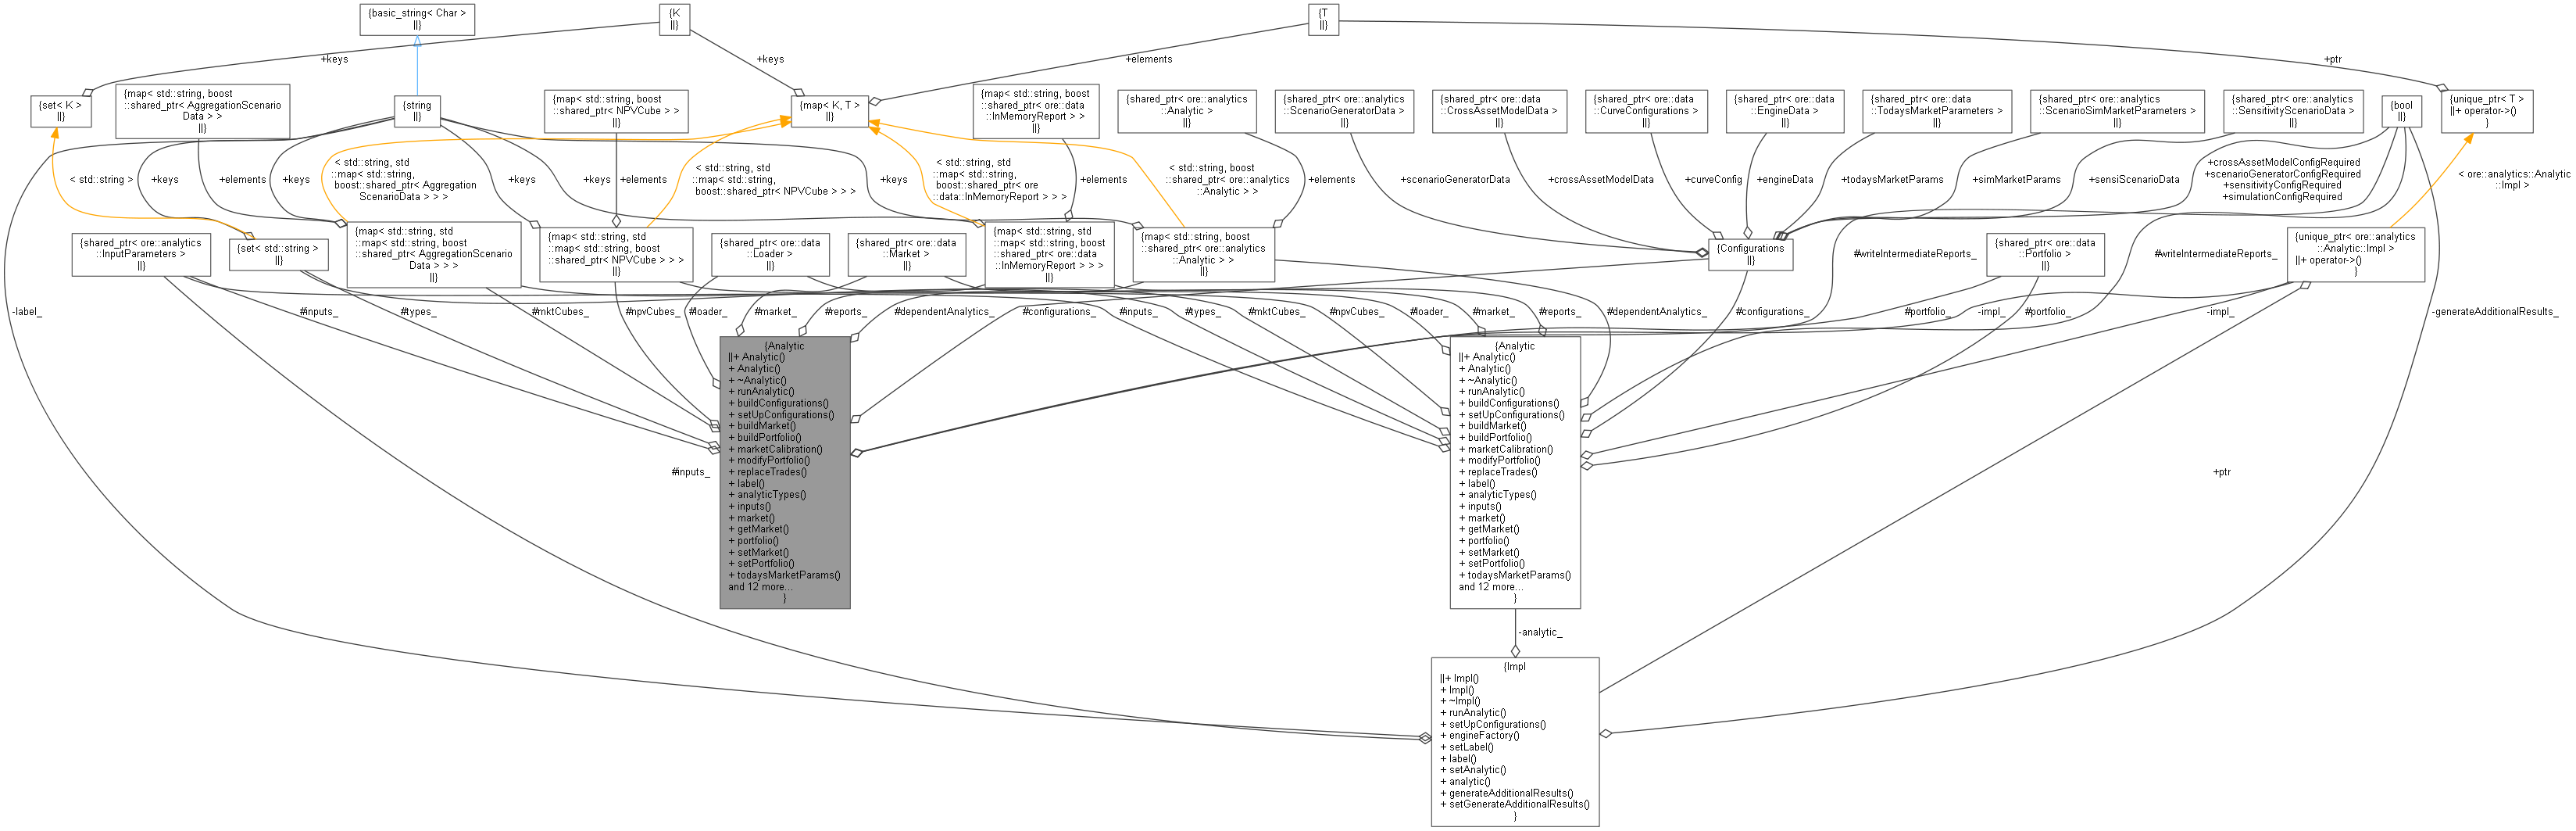 {basic_string< Char >
||}
{K
||}
{T
||}
+keys
+keys
+elements
+ptr
{set< K >
||}
{map< std::string, boost
::shared_ptr< AggregationScenario
Data > >
||}
{string
||}
{map< std::string, boost
::shared_ptr< NPVCube > >
||}
{map< K, T >
||}
{map< std::string, boost
::shared_ptr< ore::data
::InMemoryReport > >
||}
{shared_ptr< ore::analytics
::Analytic >
||}
{shared_ptr< ore::analytics
::ScenarioGeneratorData >
||}
{shared_ptr< ore::data
::CrossAssetModelData >
||}
{shared_ptr< ore::data
::CurveConfigurations >
||}
{shared_ptr< ore::data
::EngineData >
||}
{shared_ptr< ore::data
::TodaysMarketParameters >
||}
{shared_ptr< ore::analytics
::ScenarioSimMarketParameters >
||}
{shared_ptr< ore::analytics
::SensitivityScenarioData >
||}
{bool
||}
{unique_ptr< T >
||+ operator->()
}
< std::string >
+keys
+elements
+keys
< std::string, std
::map< std::string,
boost::shared_ptr< Aggregation
ScenarioData > > >
+keys
+elements
+keys
< std::string, std
::map< std::string,
boost::shared_ptr< NPVCube > > >
+keys
< std::string, std
::map< std::string,
boost::shared_ptr< ore
::data::InMemoryReport > > >
+elements
< std::string, boost
::shared_ptr< ore::analytics
::Analytic > >
+elements
+scenarioGeneratorData
+crossAssetModelData
+curveConfig
+engineData
+todaysMarketParams
+simMarketParams
+sensiScenarioData
+crossAssetModelConfigRequired
+scenarioGeneratorConfigRequired
+sensitivityConfigRequired
+simulationConfigRequired
< ore::analytics::Analytic
::Impl >
{shared_ptr< ore::analytics
::InputParameters >
||}
{set< std::string >
||}
{map< std::string, std
::map< std::string, boost
::shared_ptr< AggregationScenario
Data > > >
||}
{map< std::string, std
::map< std::string, boost
::shared_ptr< NPVCube > > >
||}
{shared_ptr< ore::data
::Loader >
||}
{shared_ptr< ore::data
::Market >
||}
{map< std::string, std
::map< std::string, boost
::shared_ptr< ore::data
::InMemoryReport > > >
||}
{map< std::string, boost
::shared_ptr< ore::analytics
::Analytic > >
||}
{Configurations
||}
#writeIntermediateReports_
{shared_ptr< ore::data
::Portfolio >
||}
#writeIntermediateReports_
{unique_ptr< ore::analytics
::Analytic::Impl >
||+ operator->()
}
-label_
#inputs_
#types_
#mktCubes_
#npvCubes_
#loader_
#market_
#reports_
#dependentAnalytics_
#configurations_
#inputs_
#types_
#mktCubes_
#npvCubes_
#loader_
#market_
#reports_
#dependentAnalytics_
#configurations_
#portfolio_
-impl_
#portfolio_
-impl_
-generateAdditionalResults_
{Analytic
||+ Analytic()
+ Analytic()
+ ~Analytic()
+ runAnalytic()
+ buildConfigurations()
+ setUpConfigurations()
+ buildMarket()
+ buildPortfolio()
+ marketCalibration()
+ modifyPortfolio()
+ replaceTrades()
+ label()
+ analyticTypes()
+ inputs()
+ market()
+ getMarket()
+ portfolio()
+ setMarket()
+ setPortfolio()
+ todaysMarketParams()
and 12 more...
}
{Analytic
||+ Analytic()
+ Analytic()
+ ~Analytic()
+ runAnalytic()
+ buildConfigurations()
+ setUpConfigurations()
+ buildMarket()
+ buildPortfolio()
+ marketCalibration()
+ modifyPortfolio()
+ replaceTrades()
+ label()
+ analyticTypes()
+ inputs()
+ market()
+ getMarket()
+ portfolio()
+ setMarket()
+ setPortfolio()
+ todaysMarketParams()
and 12 more...
}
#inputs_
+ptr
-analytic_
{Impl
||+ Impl()
+ Impl()
+ ~Impl()
+ runAnalytic()
+ setUpConfigurations()
+ engineFactory()
+ setLabel()
+ label()
+ setAnalytic()
+ analytic()
+ generateAdditionalResults()
+ setGenerateAdditionalResults()
}